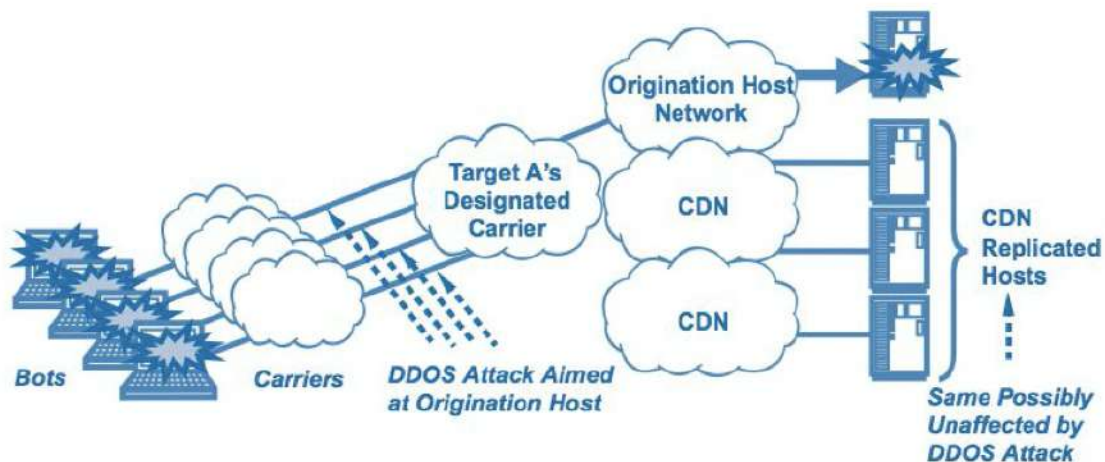 Origination Host
Network
Target A's
Designated
Carrier
CDN
CDN
CDN
Replicated
Hosts
Bots
Carriers
DDOS Attack Aimed
at Origination Host
Same Possibly
Unaffected by
DDOS Attack